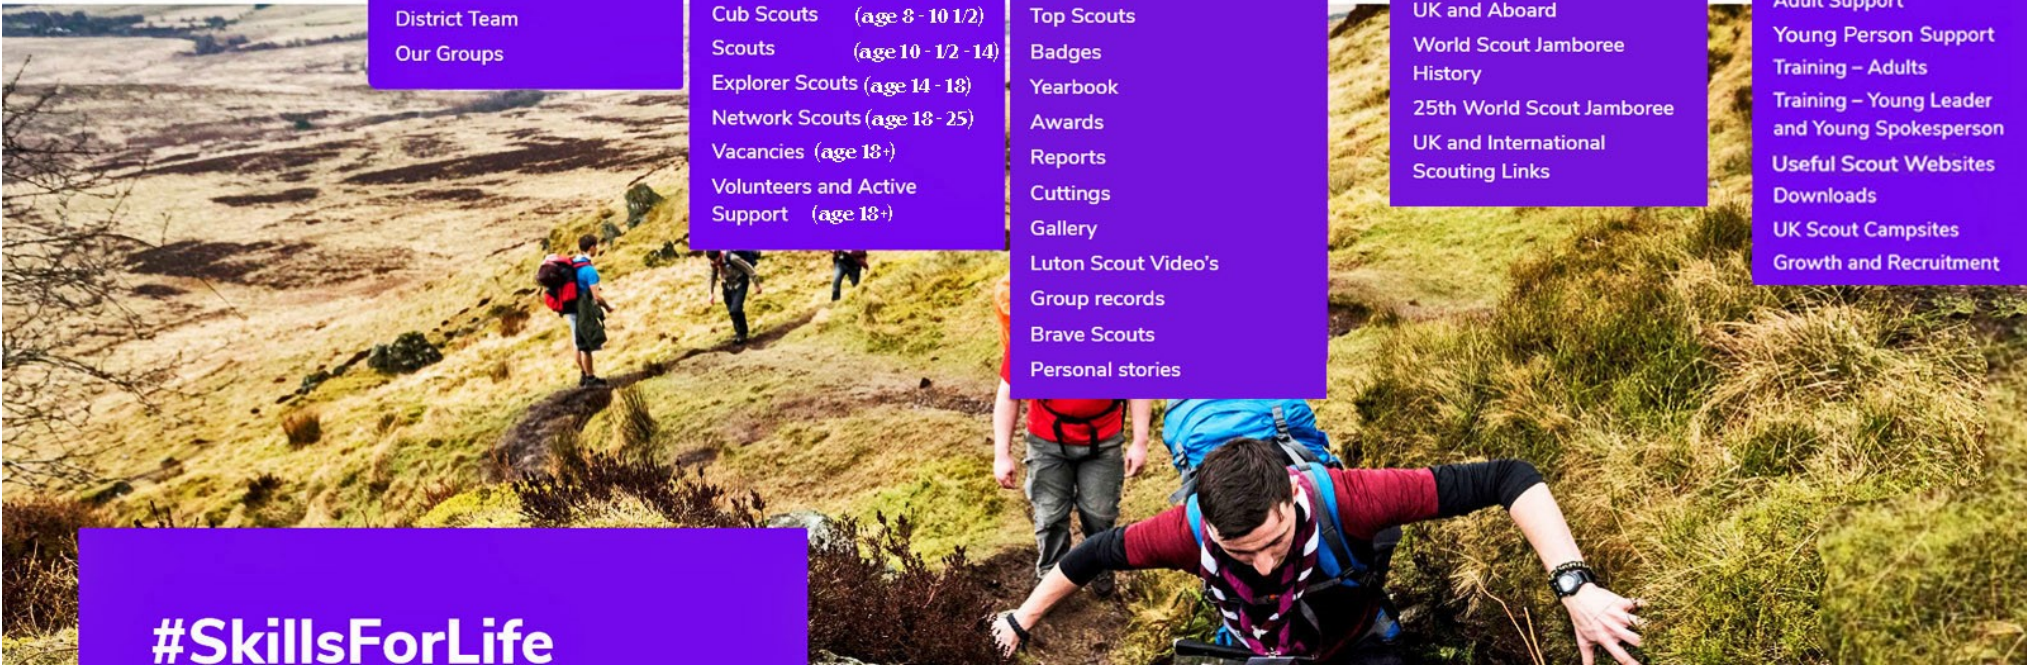 District Team
Our Groups
Cub Scouts (age 8 - 10 1/2)
Scouts (age 10 - 1/2 - 14)
Explorer Scouts (age 14 - 18)
Network Scouts (age 18 - 25)
Vacancies (age 18+)
Volunteers and Active
Support (age 18+)
Top Scouts
Badges
Yearbook
Awards
Reports
Cuttings
Gallery
Luton Scout Video's
Group records
Brave Scouts
Personal stories
UK and Aboard
World Scout Jamboree
History
25th World Scout Jamboree
UK and International
Scouting Links
Adult Support
Young Person Support
Training – Adults
Training – Young Leader
and Young Spokesperson
Useful Scout Websites
Downloads
UK Scout Campsites
Growth and Recruitment
#SkillsForLife